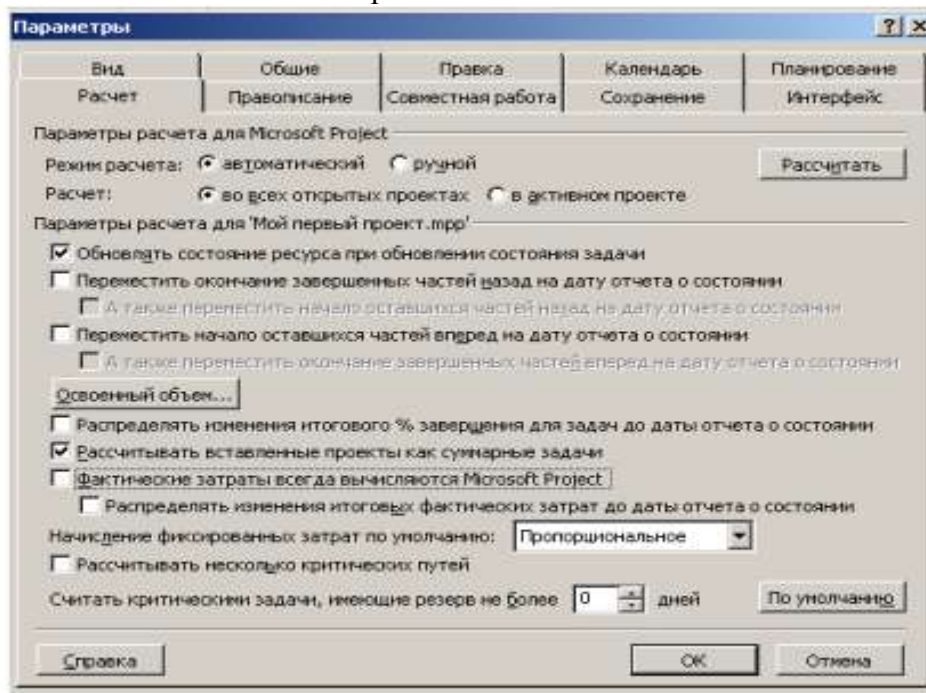 Параметры
Вид Общие Правка Календарь Планирование
Расчет Правописание Совместная работа Сохранение Интерфейс
Параметры расчета для Microsoft Project
Режим расчета: автоматический ручной Рассчитать
Расчет: во всех открытых проектах в активном проекте
Параметры расчета для 'Мой первый проект.mpp'
Обновлять состояние ресурса при обновлении состояния задачи
Переместить окончание завершенных частей назад на дату отчета о состоянии
А также переместить начало оставшихся частей назад на дату отчета о состоянии
Переместить начало оставшихся частей вперед на дату отчета о состоянии
А также переместить окончание завершенных частей вперед на дату отчета о состоянии
Освоенный объем...
Распределять изменения итогового % завершения для задач до даты отчета о состоянии
Рассчитывать вставленные проекты как суммарные задачи
Фактические затраты всегда вычисляются Microsoft Project
Распределять изменения итоговых фактических затрат до даты отчета о состоянии
Начисление фиксированных затрат по умолчанию: Пропорциональное
Рассчитывать несколько критических путей
Считать критическими задачи, имеющие резерв не более 0 дней По умолчанию
Справка ОК Отмена